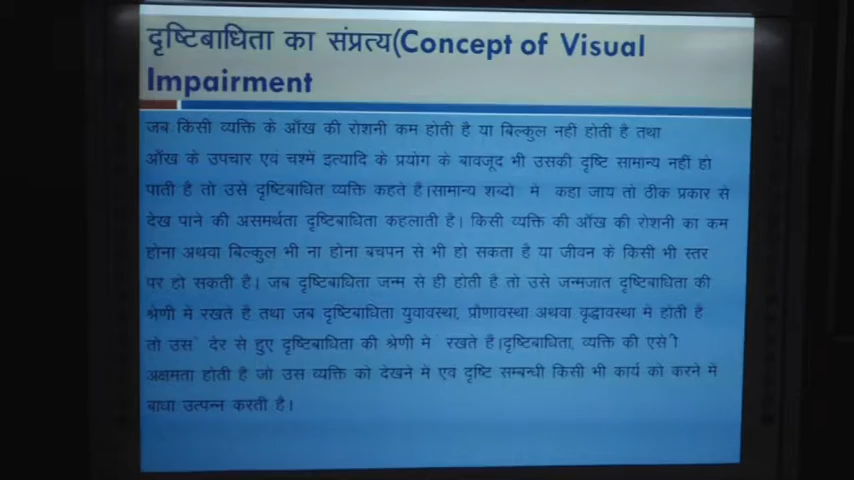 दृष्टिबाधिता का संप्रत्य(Concept of Visual
Impairment
जब किसी व्यक्ति के आँख की रोशनी कम होती है या बिल्कुल नहीं होती है तथा
आँख के उपचार एवं चश्में इत्यादि के प्रयोग के बावजूद भी उसकी दृष्टि सामान्य नहीं हो
पाती है तो उसे दृष्टिबाधित व्यक्ति कहते है।सामान्य शब्दो में कहा जाय तो ठीक प्रकार से
देख पाने की असमर्थता दृष्टिबाधिता कहलाती है। किसी व्यक्ति की आँख की रोशनी का कम
होना अथवा बिल्कुल भी ना होना बचपन से भी हो सकता है या जीवन के किसी भी स्तर
पर हो सकती है। जब दृष्टिबाधिता जन्म से ही होती है तो उसे जन्मजात दृष्टिबाधिता की
श्रेणी में रखते है तथा जब दृष्टिबाधिता युवावस्था, प्रौणावस्था अथवा वृद्धावस्था मे होती है
तो उस देर से हुए दृष्टिबाधिता की श्रेणी में रखते है।दृष्टिबाधिता, व्यक्ति की एसेी
अक्षमता होती है जो उस व्यक्ति को देखने में एव दृष्टि सम्बन्धी किसी भी कार्य को करने में
बाधा उत्पन्न करती है।